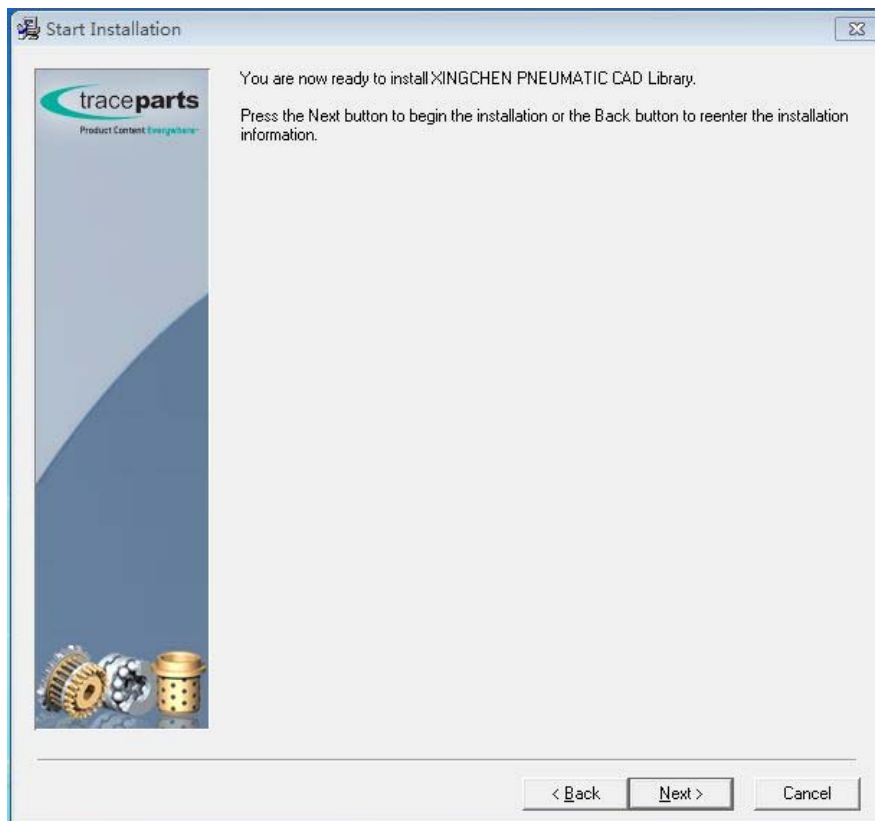 Start Installation
traceparts
Product Content Everywhere
You are now ready to install XINGCHEN PNEUMATIC CAD Library.
Press the Next button to begin the installation or the Back button to reenter the installation
information.
< Back
Next >
Cancel